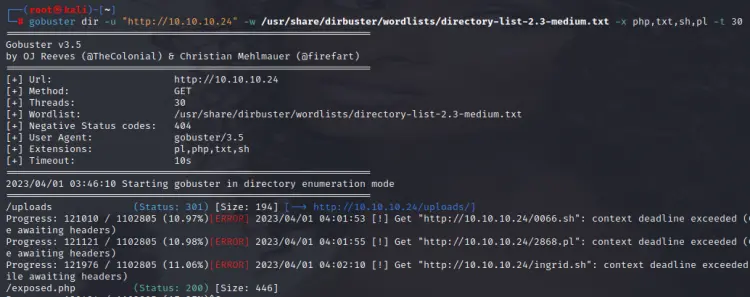 ┌──(root㉿kali)-[~]
└─# gobuster dir -u "http://10.10.10.24" -w /usr/share/dirbuster/wordlists/directory-list-2.3-medium.txt -x php,txt,sh,pl -t 30
===============================================================
Gobuster v3.5
by OJ Reeves (@TheColonial) & Christian Mehlmauer (@firefart)
===============================================================
[+] Url: http://10.10.10.24
[+] Method: GET
[+] Threads: 30
[+] Wordlist: /usr/share/dirbuster/wordlists/directory-list-2.3-medium.txt
[+] Negative Status codes: 404
[+] User Agent: gobuster/3.5
[+] Extensions: pl,php,txt,sh
[+] Timeout: 10s
===============================================================
2023/04/01 03:46:10 Starting gobuster in directory enumeration mode
===============================================================
/uploads (Status: 301) [Size: 194] [--> http://10.10.10.24/uploads/]
Progress: 121010 / 1102805 (10.97%)[ERROR] 2023/04/01 04:01:53 [!] Get "http://10.10.10.24/0066.sh": context deadline exceeded (
e awaiting headers)
Progress: 121121 / 1102805 (10.98%)[ERROR] 2023/04/01 04:01:55 [!] Get "http://10.10.10.24/2868.pl": context deadline exceeded (
e awaiting headers)
Progress: 121976 / 1102805 (11.06%)[ERROR] 2023/04/01 04:02:10 [!] Get "http://10.10.10.24/ingrid.sh": context deadline exceeded
ile awaiting headers)
/exposed.php (Status: 200) [Size: 446]